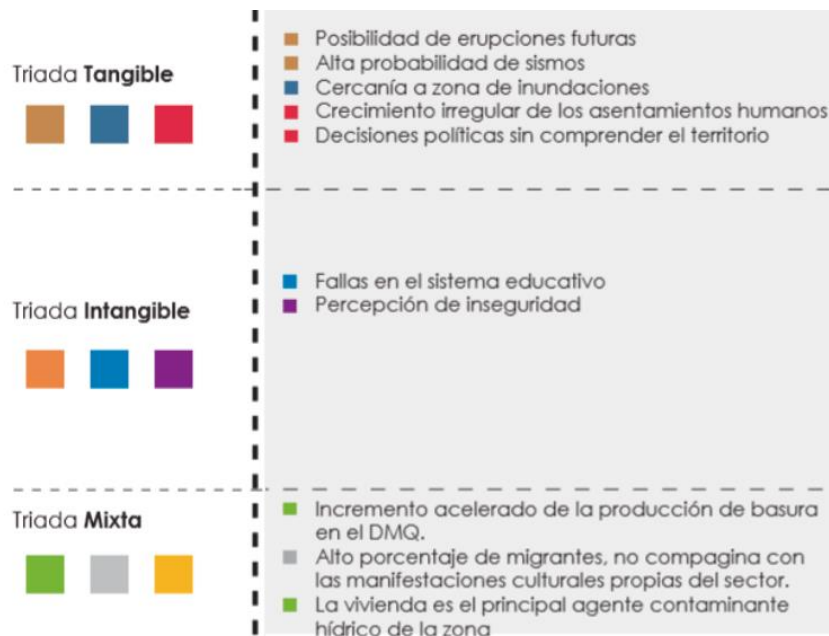 Triada Tangible
Posibilidad de erupciones futuras
Alta probabilidad de sismos
Cercanía a zona de inundaciones
Crecimiento irregular de los asentamientos humanos
Decisiones políticas sin comprender el territorio
Triada Intangible
Fallas en el sistema educativo
Percepción de inseguridad
Triada Mixta
Incremento acelerado de la producción de basura
en el DMQ.
Alto porcentaje de migrantes, no compagina con
las manifestaciones culturales propias del sector.
La vivienda es el principal agente contaminante
hídrico de la zona